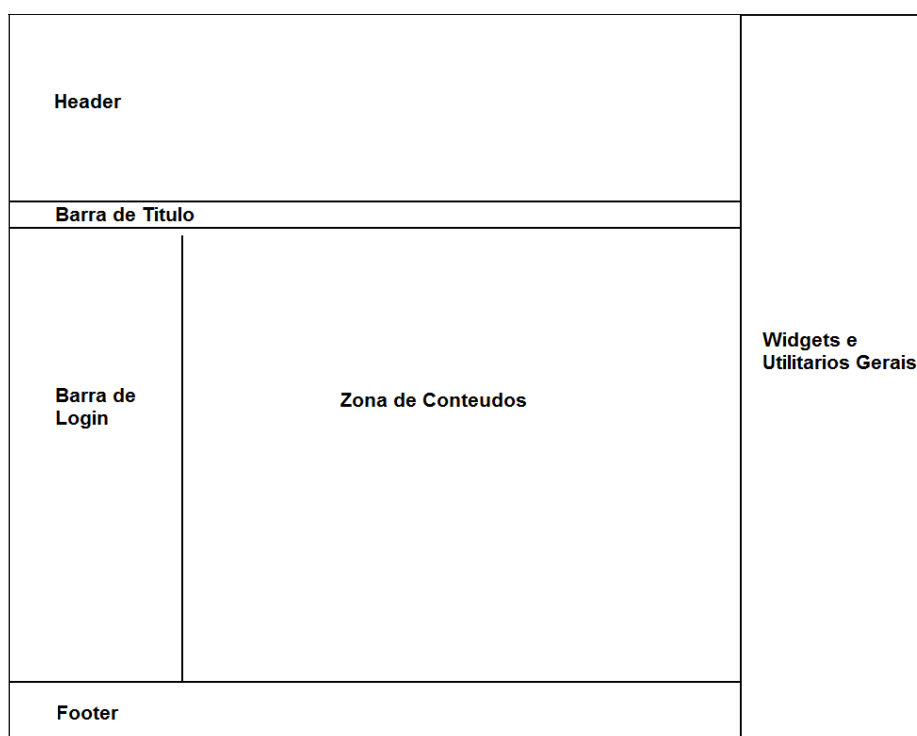 Header
Barra de Titulo
Barra de
Login
Zona de Conteudos
Widgets e
Utilitarios Gerais
Footer